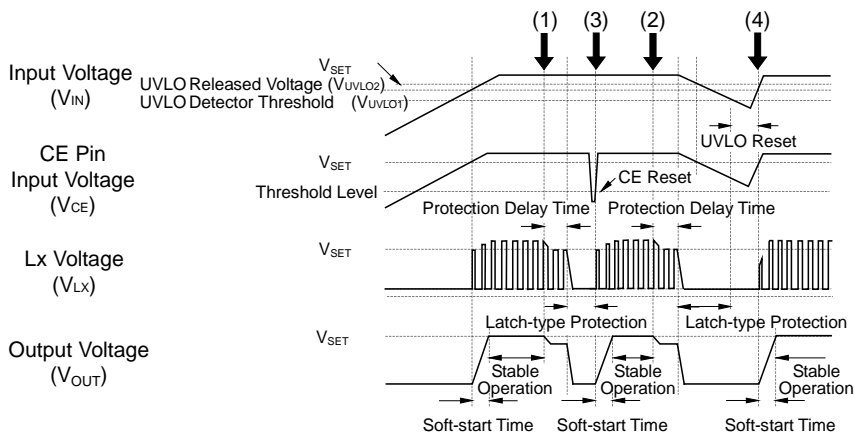 (1) (3) (2) (4)
VSET
Input Voltage
(VIN)
UVLO Released Voltage (VUVLO2)
UVLO Detector Threshold (VUVLO1)
UVLO Reset
CE Pin
Input Voltage
(VCE)
VSET
Threshold Level
CE Reset
Protection Delay Time Protection Delay Time
Lx Voltage
(VLX)
VSET
Latch-type Protection Latch-type Protection
Output Voltage
(VOUT)
VSET
Stable Operation Stable Operation Stable Operation
Soft-start Time Soft-start Time Soft-start Time